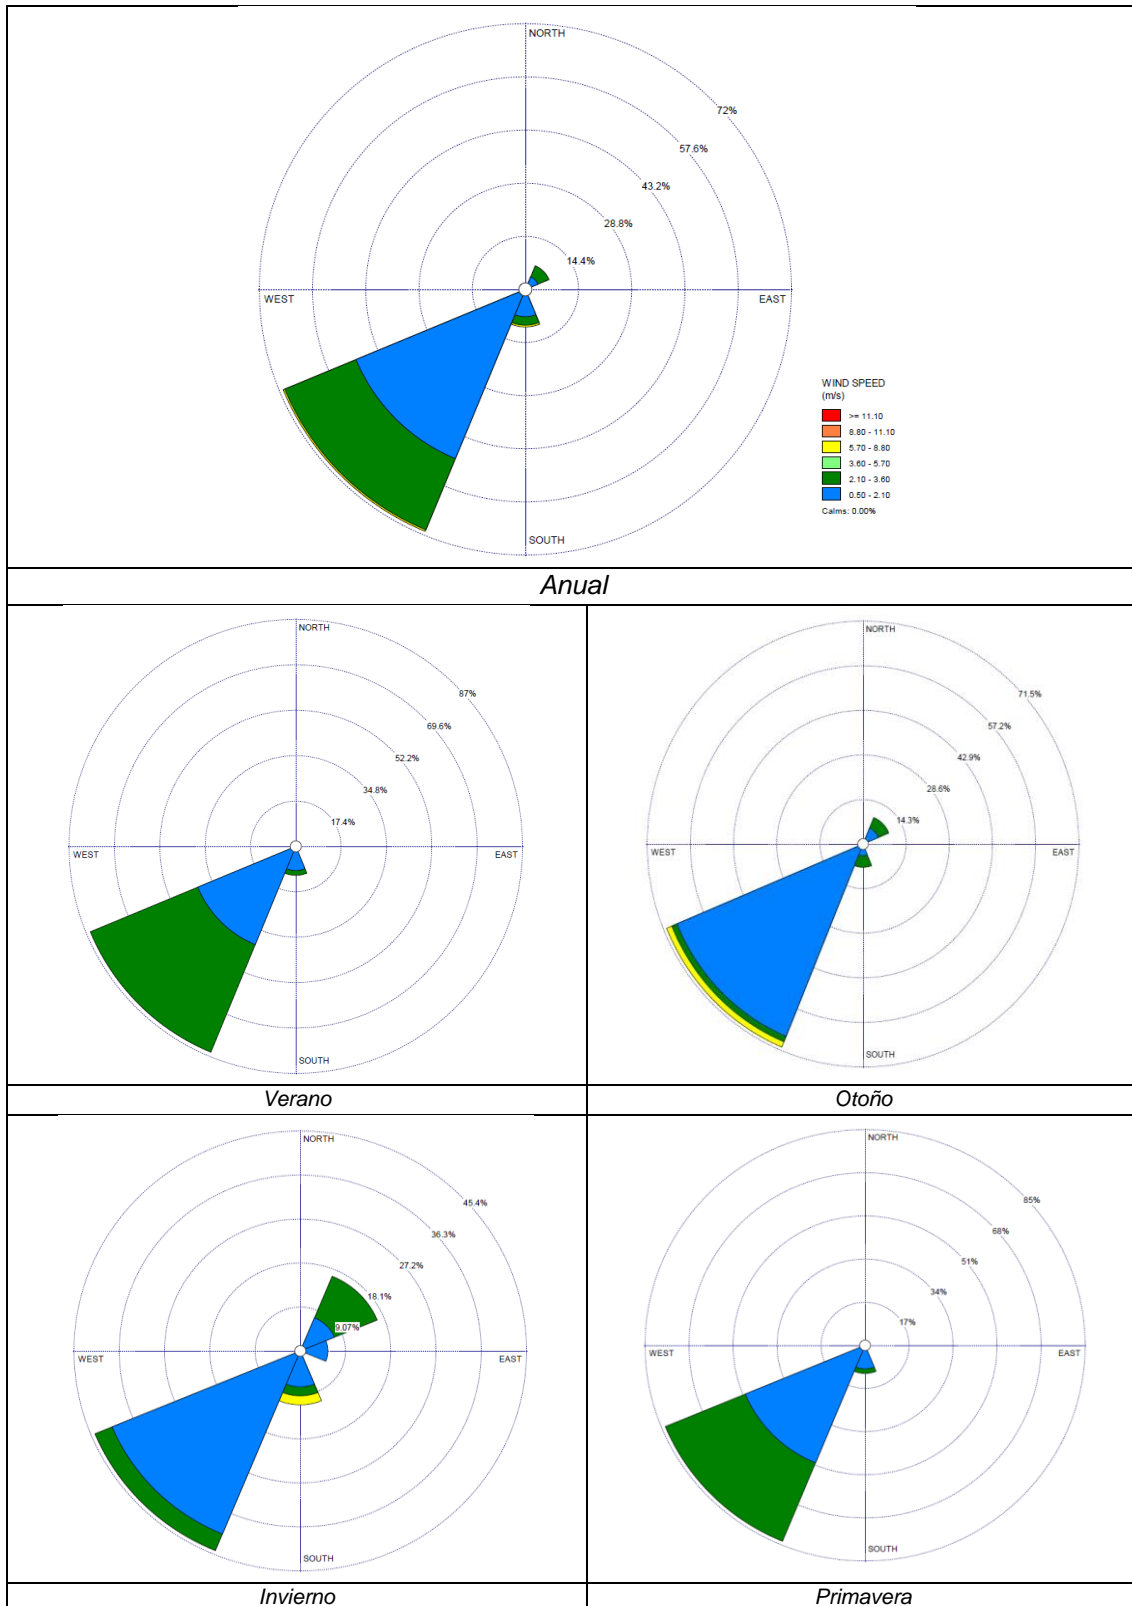 NORTH
72%
57.6%
43.2%
28.8%
14.4%
WEST
EAST
SOUTH
WIND SPEED
(m/s)
>= 11.10
8.80 - 11.10
5.70 - 8.80
3.60 - 5.70
2.10 - 3.60
0.50 - 2.10
Calms: 0.00%
Anual
NORTH
87%
69.6%
52.2%
34.8%
17.4%
WEST
EAST
SOUTH
Verano
NORTH
71.5%
57.2%
42.9%
28.6%
14.3%
WEST
EAST
SOUTH
Otoño
NORTH
45.4%
36.3%
27.2%
18.1%
9.07%
WEST
EAST
SOUTH
Invierno
NORTH
85%
68%
51%
34%
17%
WEST
EAST
SOUTH
Primavera